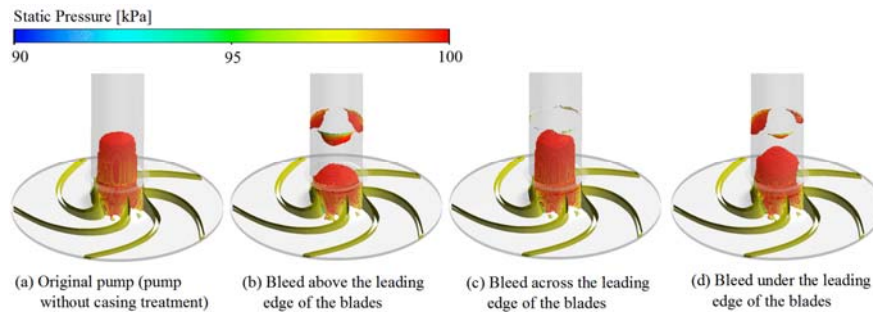 Static Pressure [kPa]
90 95 100
(a) Original pump (pump
without casing treatment)
(b) Bleed above the leading
edge of the blades
(c) Bleed across the leading
edge of the blades
(d) Bleed under the leading
edge of the blades